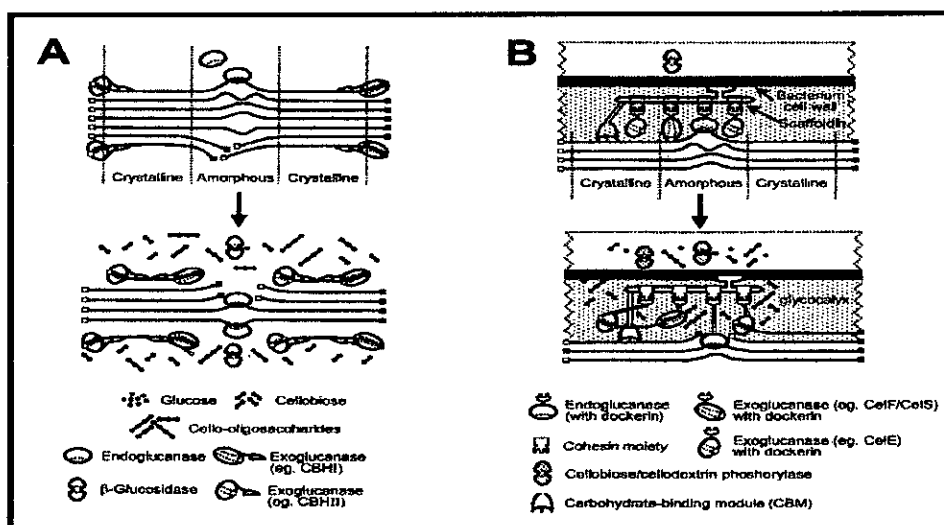 A
Crystalline Amorphous Crystalline
Glucose Cellobiose
Cello-oligosaccharides
Endoglucanase Exoglucanase
(eg. CBHI)
β-Glucosidase Exoglucanase
(eg. CBHII)
B
Bacterium
cell wall
Scaffoldin
Crystalline Amorphous Crystalline
glycocalyx
Endoglucanase
(with dockerin)
Exoglucanase (eg. CelF/CelS)
with dockerin
Cohesin moiety
Exoglucanase (eg. CelE)
with dockerin
Cellobiose/cellodextrin phosphorylase
Carbohydrate-binding module (CBM)